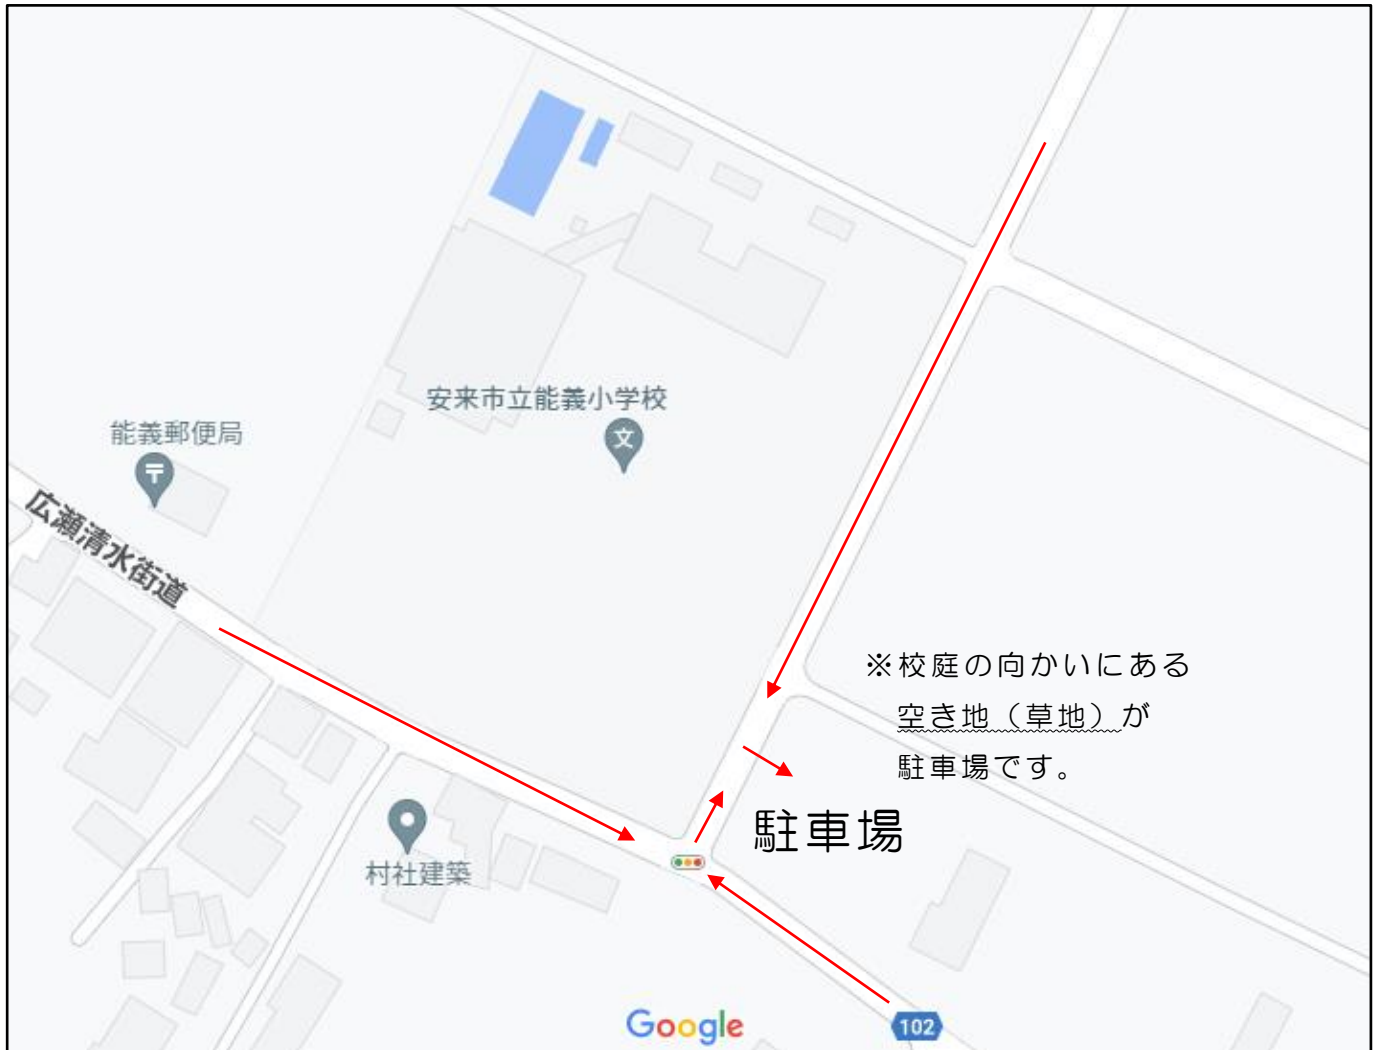 安来市立能義小学校
文
能義郵便局
〒
広瀬清水街道
※校庭の向かいにある
空き地（草地）が
駐車場です。
駐車場
村社建築
Google
102